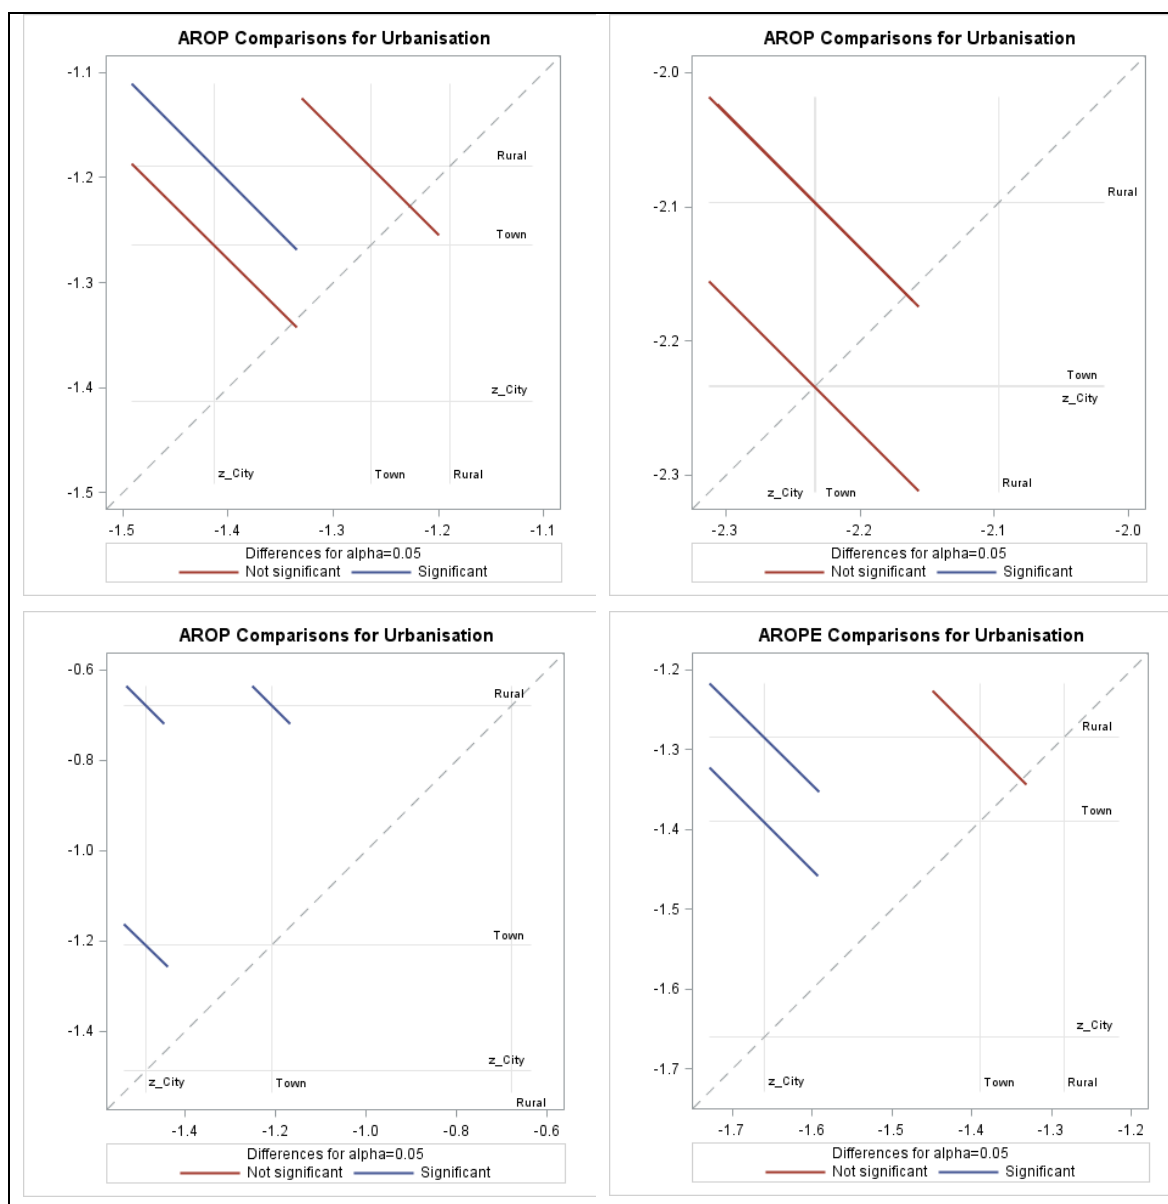 AROP Comparisons for Urbanisation
-1.1
-1.2
-1.3
-1.4
-1.5
Rural
Town
z_City
z_City
Town
Rural
-1.5
-1.4
-1.3
-1.2
-1.1
Differences for alpha=0.05
Not significant
Significant
AROP Comparisons for Urbanisation
-2.0
-2.1
-2.2
-2.3
Rural
Town
z_City
Rural
z_City
Town
-2.3
-2.2
-2.1
-2.0
Differences for alpha=0.05
Not significant
Significant
AROP Comparisons for Urbanisation
-0.6
-0.8
-1.0
-1.2
-1.4
Rural
Town
z_City
z_City
Town
Rural
-1.4
-1.2
-1.0
-0.8
-0.6
Differences for alpha=0.05
Not significant
Significant
AROPE Comparisons for Urbanisation
-1.2
-1.3
-1.4
-1.5
-1.6
-1.7
Rural
Town
z_City
z_City
Town
Rural
-1.7
-1.6
-1.5
-1.4
-1.3
-1.2
Differences for alpha=0.05
Not significant
Significant